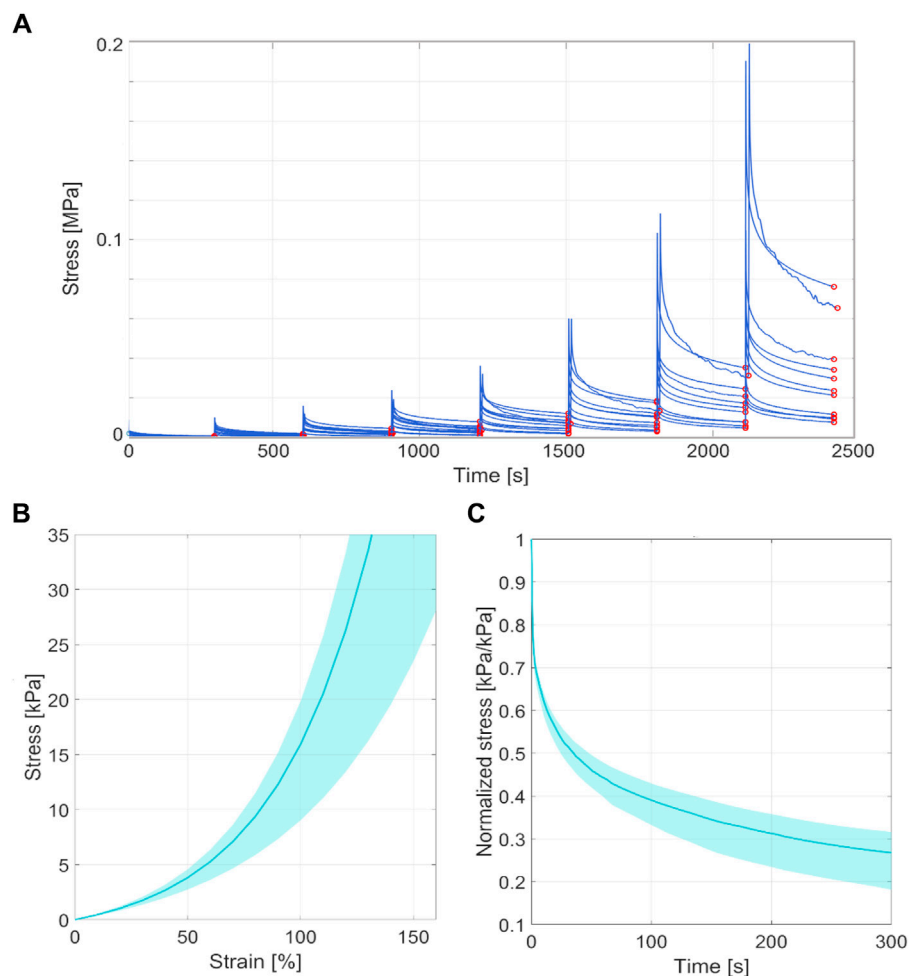 A
0.2
0.1
0
Stress [MPa]
0 500 1000 1500 2000 2500
Time [s]
B
35
30
25
20
15
10
5
0
Stress [kPa]
0 50 100 150
Strain [%]
C
1
0.9
0.8
0.7
0.6
0.5
0.4
0.3
0.2
0.1
Normalized stress [kPa/kPa]
0 100 200 300
Time [s]